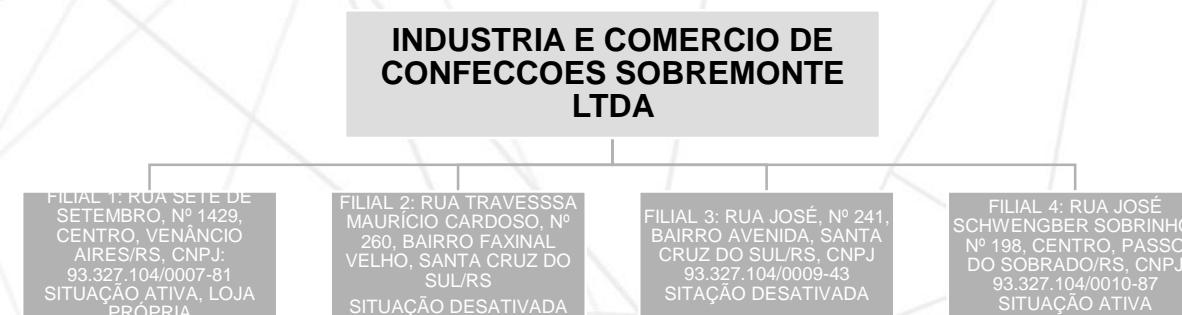 INDUSTRIA E COMERCIO DE
CONFECCOES SOBREMONTE
LTDA
FILIAL 1: RUA SETE DE
SETEMBRO, Nº 1429,
CENTRO, VENÂNCIO
AIRES/RS, CNPJ:
93.327.104/0007-81
SITUAÇÃO ATIVA, LOJA
PRÓPRIA
FILIAL 2: RUA TRAVESSSA
MAURÍCIO CARDOSO, Nº
260, BAIRRO FAXINAL
VELHO, SANTA CRUZ DO
SUL/RS
SITUAÇÃO DESATIVADA
FILIAL 3: RUA JOSÉ, Nº 241,
BAIRRO AVENIDA, SANTA
CRUZ DO SUL/RS, CNPJ
93.327.104/0009-43
SITAÇÃO DESATIVADA
FILIAL 4: RUA JOSÉ
SCHWENGBER SOBRINHO
Nº 198, CENTRO, PASSO
DO SOBRADO/RS, CNPJ
93.327.104/0010-87
SITUAÇÃO ATIVA